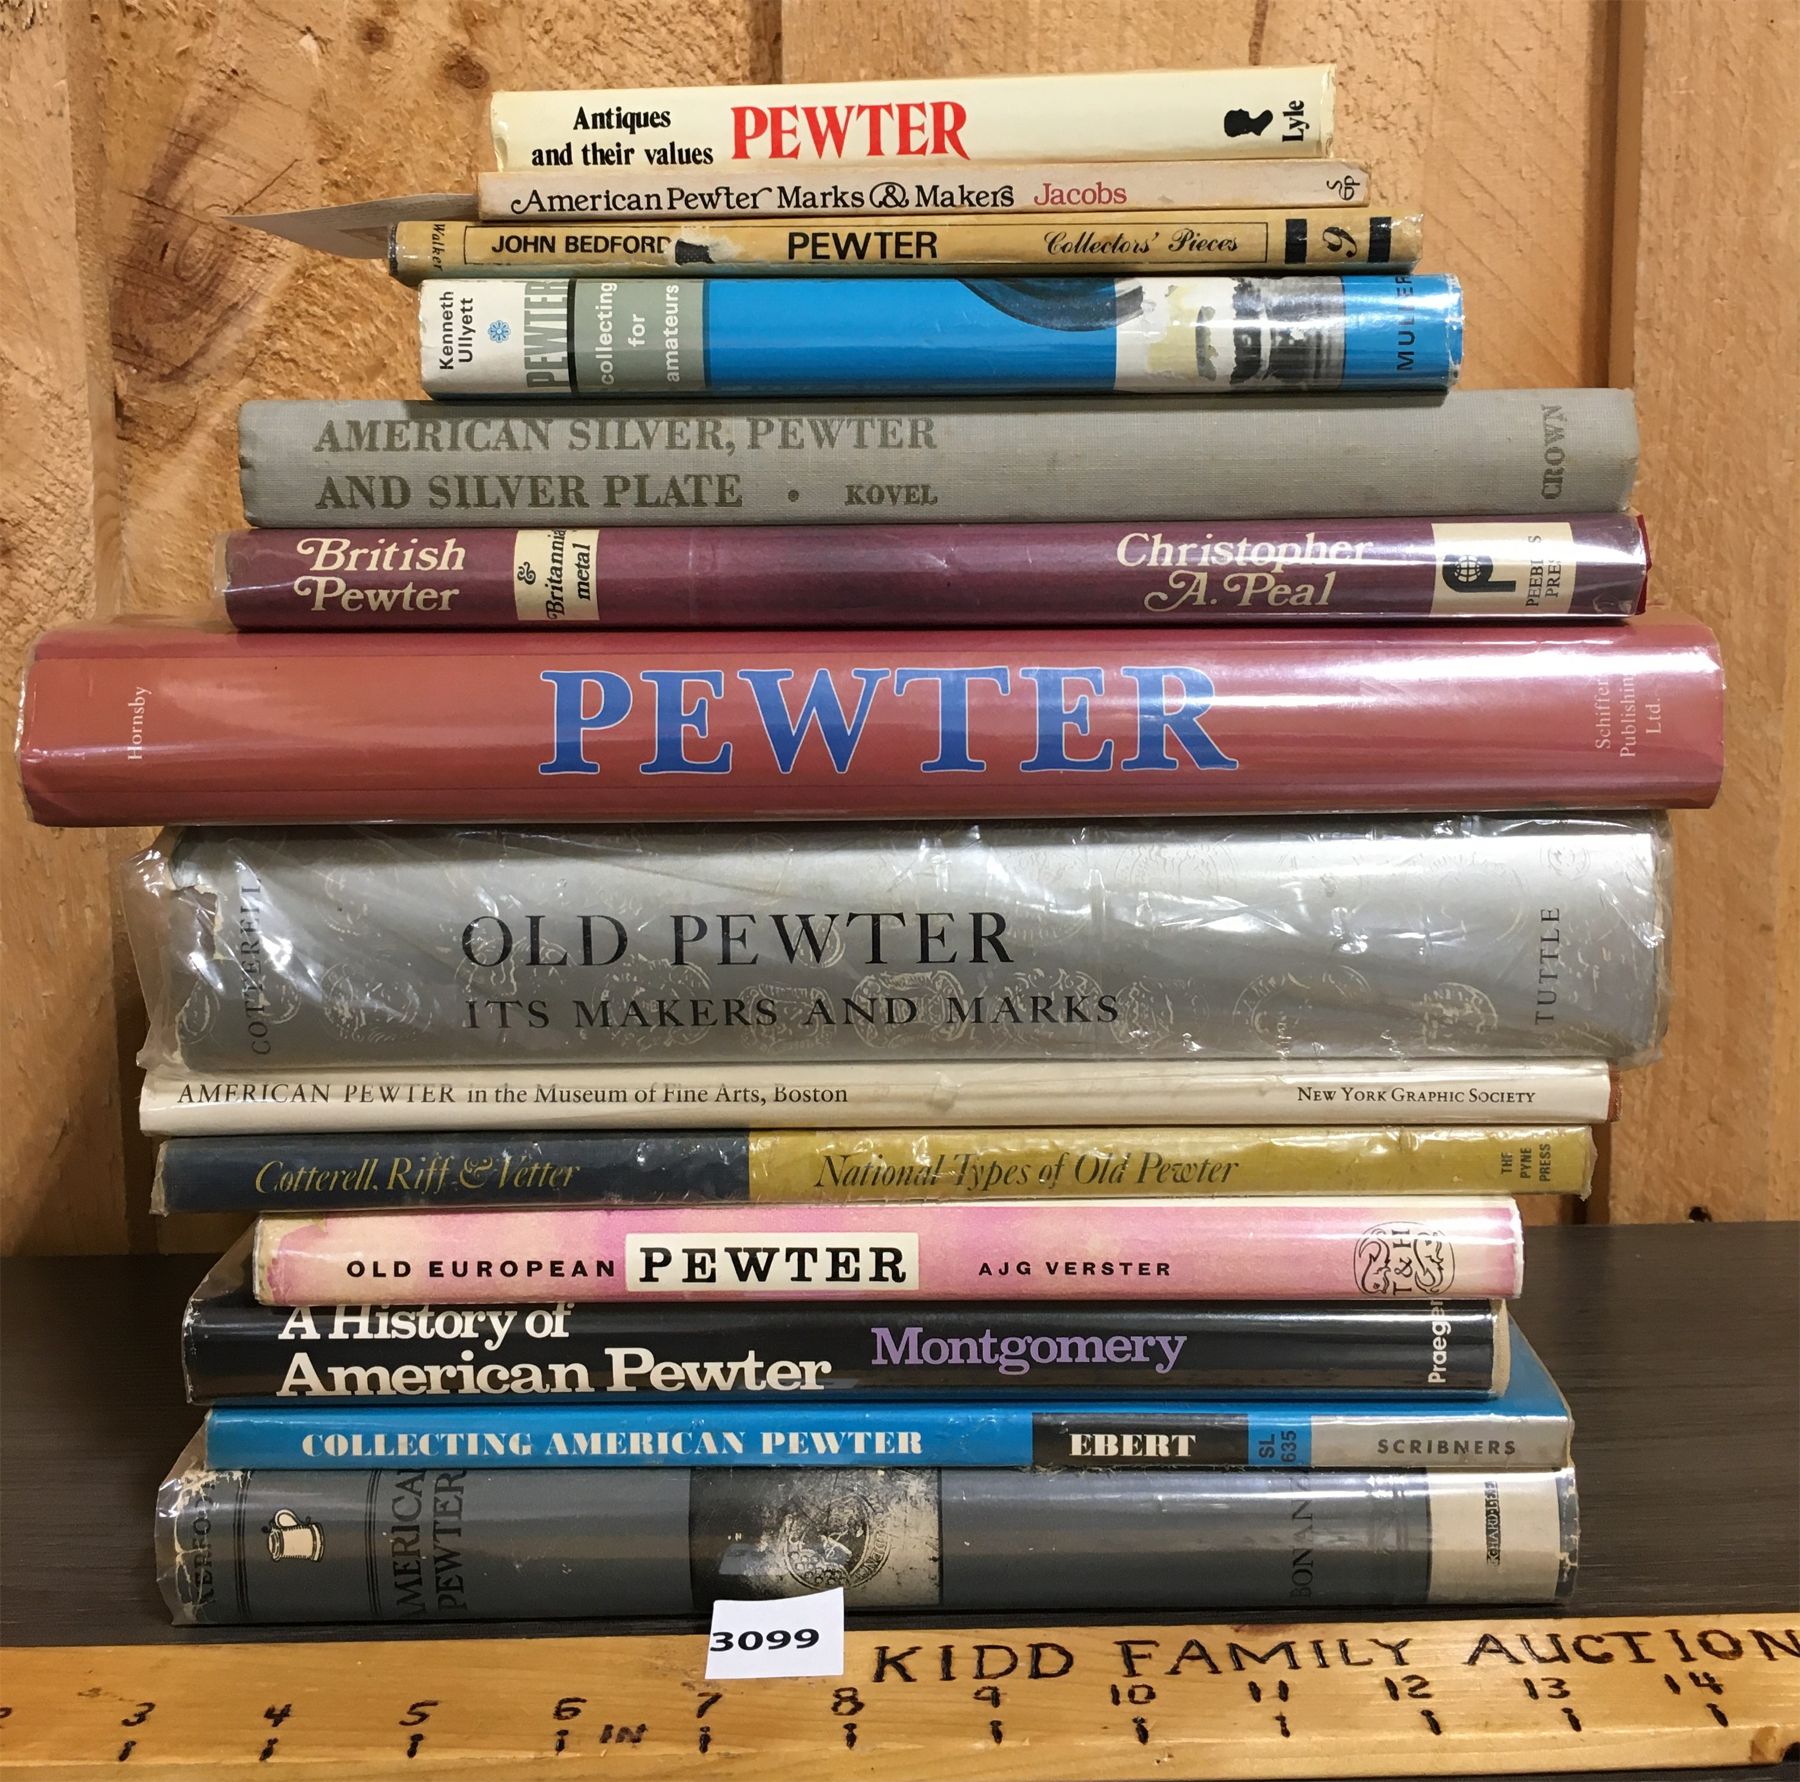 Antiques
and their values
PEWTER
Lyle
American Pewter Marks & Makers Jacobs
Walker
JOHN BEDFORD
PEWTER
Collectors' Pieces
9
Kenneth
Ullyett
PEWTER
collecting
for
amateurs
MULLER
AMERICAN SILVER, PEWTER
AND SILVER PLATE • KOVEL
CROWN
British
Pewter
& Britannia
metal
Christopher
A. Peal
PEEBLES
PRESS
Hornsby
PEWTER
Schiffer
Publishing
Ltd.
COTTERELL
OLD PEWTER
ITS MAKERS AND MARKS
TUTTLE
AMERICAN PEWTER in the Museum of Fine Arts, Boston
NEW YORK GRAPHIC SOCIETY
Cotterell, Riff & Vetter
National Types of Old Pewter
THE
PYNE
PRESS
OLD EUROPEAN PEWTER AJG VERSTER
T&H
A History of
American Pewter
Montgomery
Praeger
COLLECTING AMERICAN PEWTER
EBERT
SL
635
SCRIBNERS
AMERICAN
PEWTER
BONANZA
3099
KIDD FAMILY AUCTION
3 4 5 6 IN 7 8 9 10 11 12 13 14